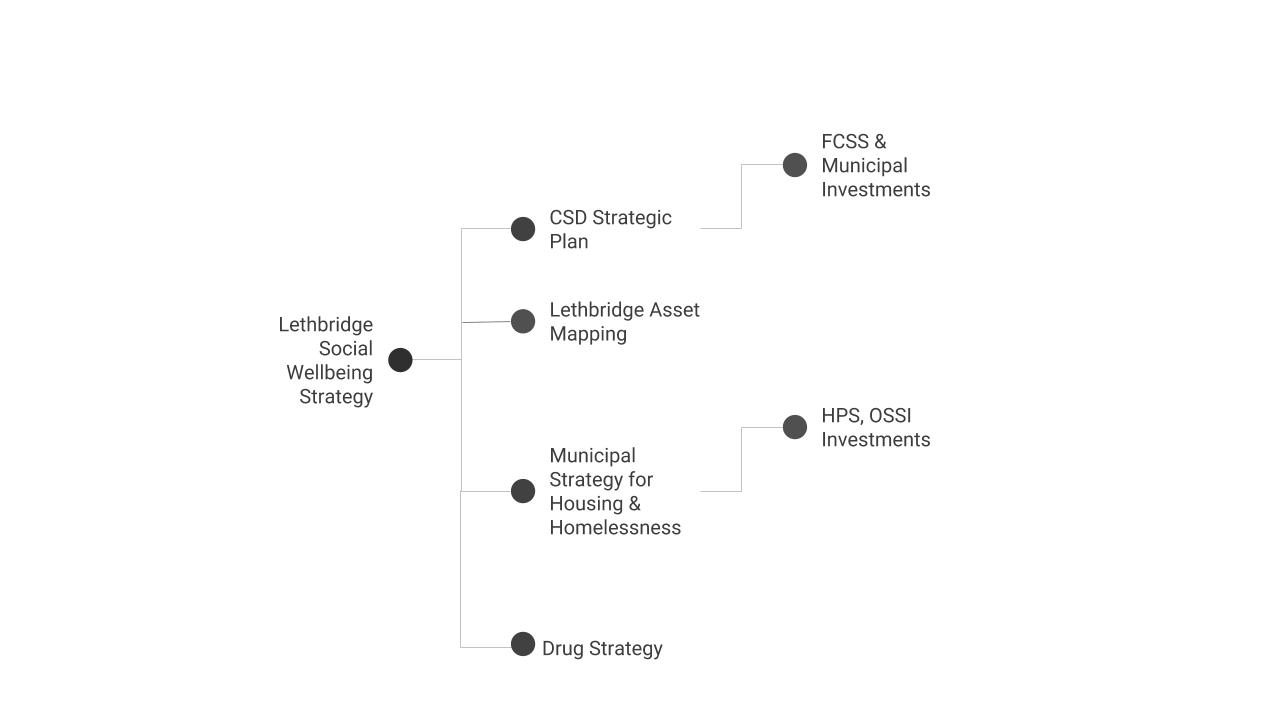 Lethbridge
Social
Wellbeing
Strategy
CSD Strategic
Plan
FCSS &
Municipal
Investments
Lethbridge Asset
Mapping
Municipal
Strategy for
Housing &
Homelessness
HPS, OSSI
Investments
Drug Strategy